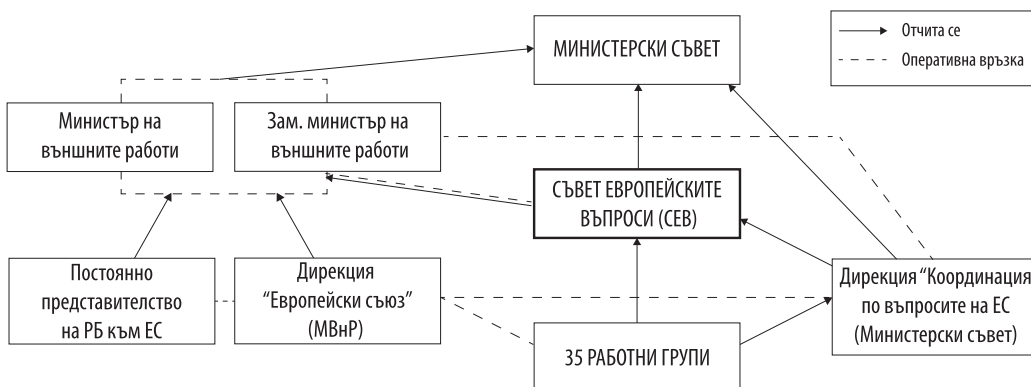 МИНИСТЕРСКИ СЪВЕТ
Отчита се
Оперативна връзка
Министър на
външните работи
Зам. министър на
външните работи
СЪВЕТ ЕВРОПЕЙСКИТЕ
ВЪПРОСИ (СЕВ)
Постоянно
представителство
на РБ към ЕС
Дирекция
“Европейски съюз”
(МВнР)
35 РАБОТНИ ГРУПИ
Дирекция “Координация
по въпросите на ЕС
(Министерски съвет)